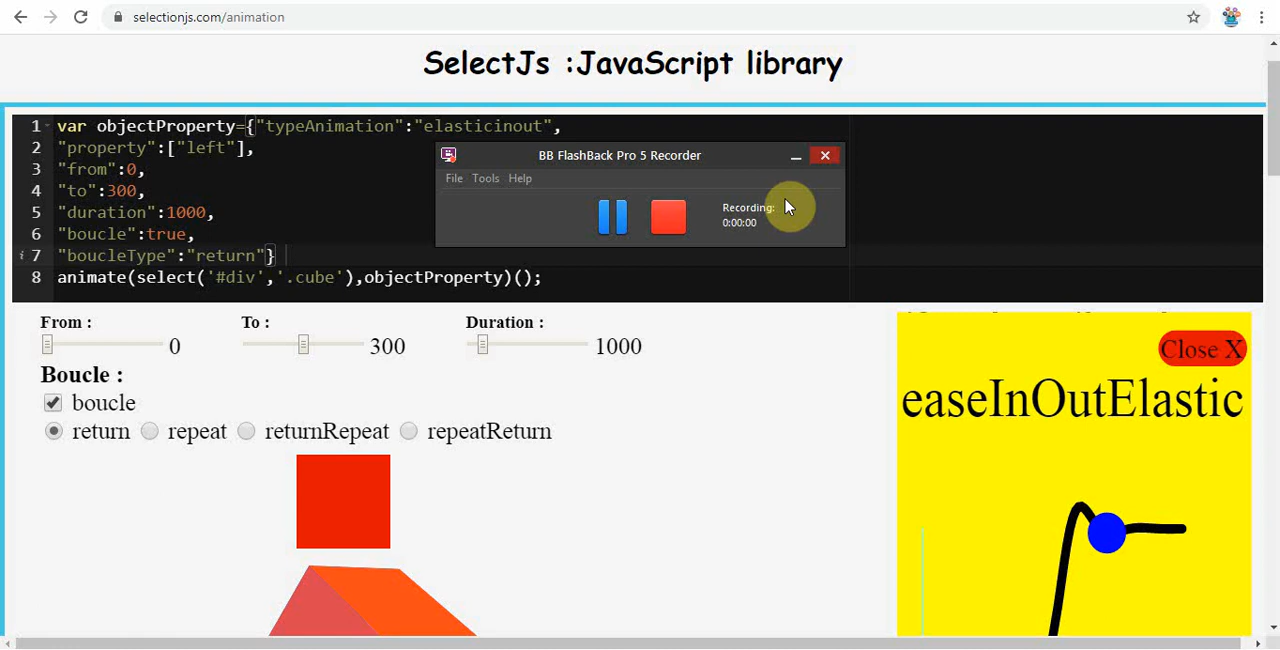 selectionjs.com/animation
SelectJs :JavaScript library
1 var objectProperty={"typeAnimation":"elasticinout",
2 "property":["left"],
3 "from":0,
4 "to":300,
5 "duration":1000,
6 "boucle":true,
7 "boucleType":"return"}
8 animate(select('#div','.cube'),objectProperty)();
BB FlashBack Pro 5 Recorder
File Tools Help
Recording:
0:00:00
From : To : Duration :
0 300 1000
Boucle :
boucle
return repeat returnRepeat repeatReturn
Close X
easeInOutElastic